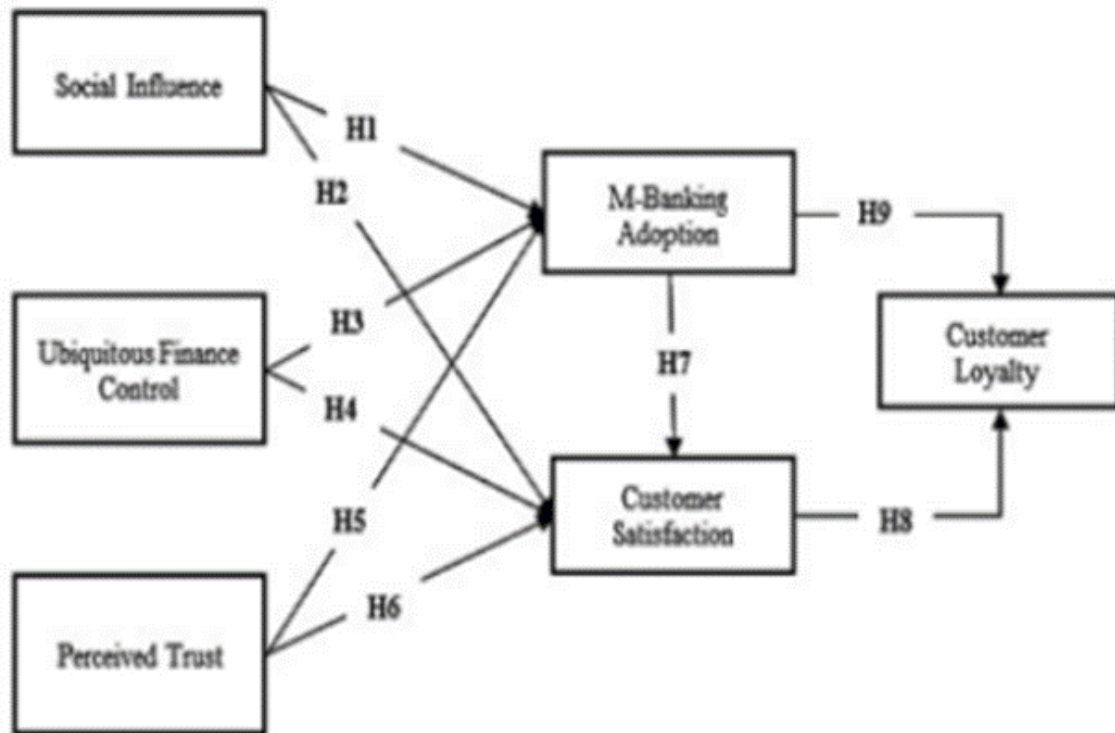 Social Influence
H1
H2
M-Banking
Adoption
H9
Ubiquitous Finance
Control
H3
H4
H7
Customer
Loyalty
Customer
Satisfaction
H8
H5
H6
Perceived Trust